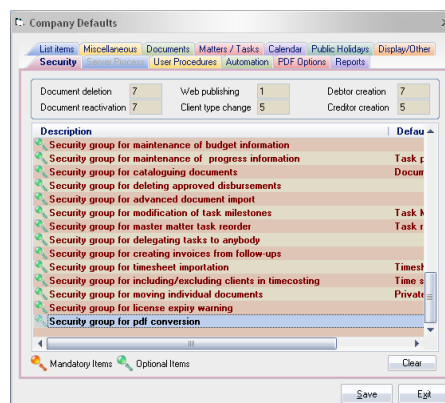 Company Defaults
List items Miscellaneous Documents Matters / Tasks Calendar Public Holidays Display/Other
Security Server Process User Procedures Automation PDF Options Reports
Document deletion 7 Web publishing 1 Debtor creation 7
Document reactivation 7 Client type change 5 Creditor creation 5
Description Defau
Security group for maintenance of budget information
Security group for maintenance of progress information Task p
Security group for cataloguing documents Docum
Security group for deleting approved disbursements
Security group for advanced document import
Security group for modification of task milestones Task M
Security group for master matter task reorder Task r
Security group for delegating tasks to anybody
Security group for creating invoices from follow-ups
Security group for timesheet importation Timesh
Security group for including/excluding clients in timecosting Time s
Security group for moving individual documents Private
Security group for license expiry warning
Security group for pdf conversion
Mandatory Items Optional Items Clear
Save Exit